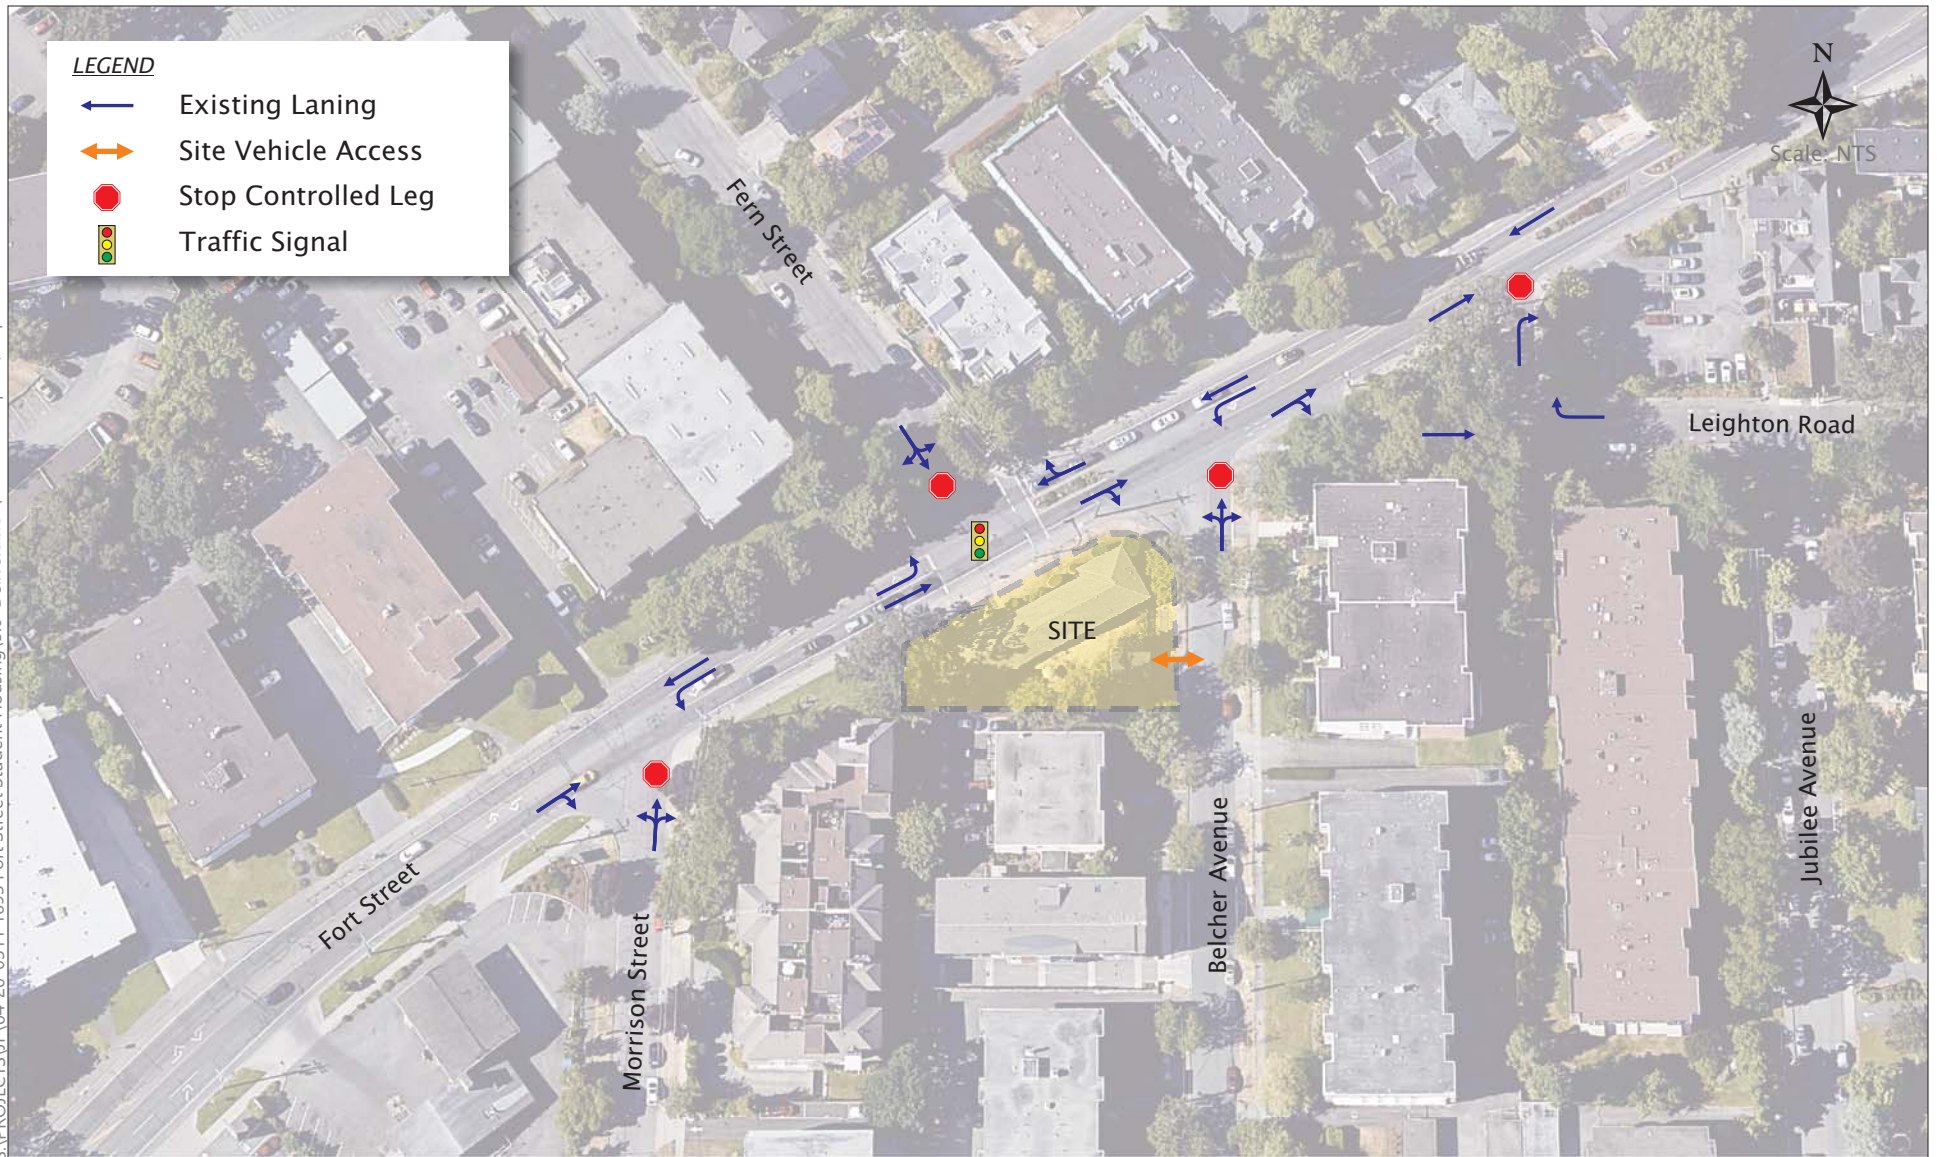 LEGEND
Existing Laning
Site Vehicle Access
Stop Controlled Leg
Traffic Signal
N
Scale: NTS
Fern Street
Leighton Road
SITE
Jubilee Avenue
Belcher Avenue
Fort Street
Morrison Street